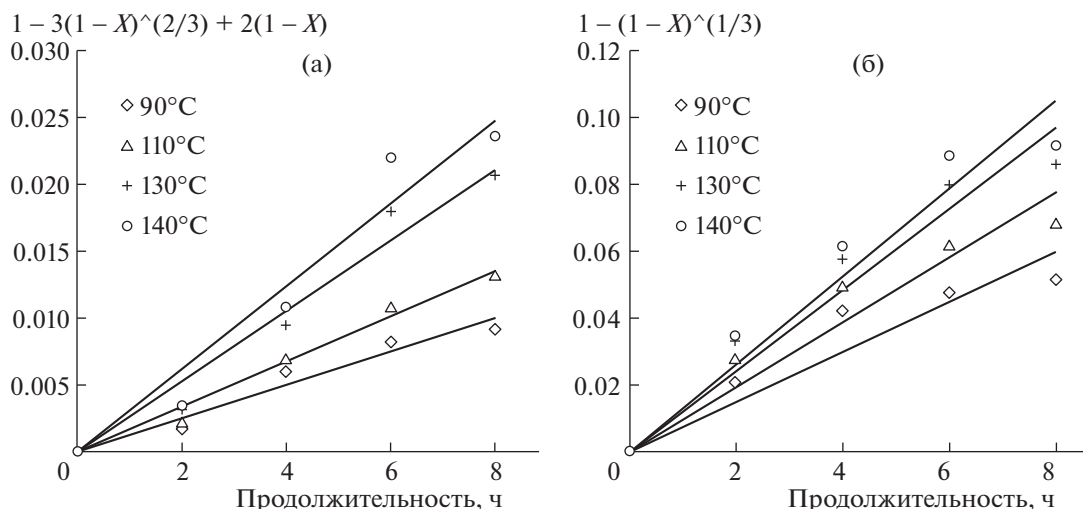 1 – 3(1 – X)^(2/3) + 2(1 – X)
0.030
(а)
0.025
90°C
110°C
0.020
130°C
140°C
0.015
0.010
0.005
0
2
4
6
8
Продолжительность, ч
1 – (1 – X)^(1/3)
0.12
(б)
0.10
90°C
110°C
0.08
130°C
140°C
0.06
0.04
0.02
0
2
4
6
8
Продолжительность, ч